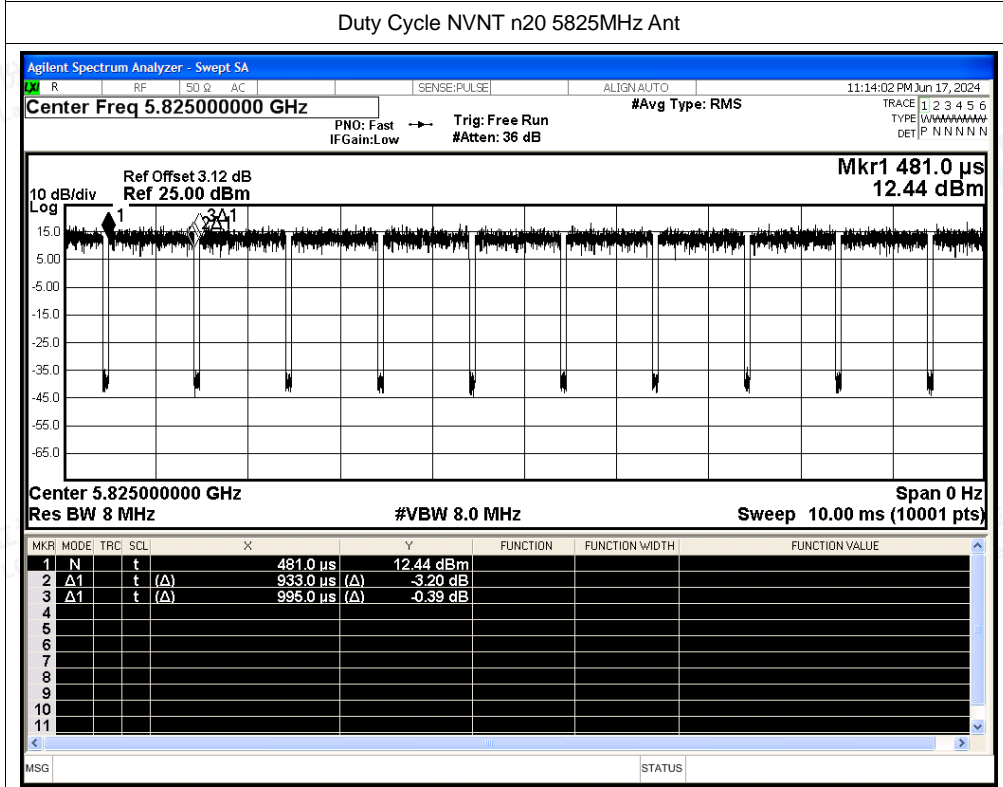 Duty Cycle NVNT n20 5825MHz Ant
Agilent Spectrum Analyzer - Swept SA
LXI R RF 50 Ω AC SENSE:PULSE ALIGN AUTO 11:14:02 PM Jun 17, 2024
Center Freq 5.825000000 GHz #Avg Type: RMS TRACE 1 2 3 4 5 6
PNO: Fast Trig: Free Run TYPE WWWWWW
IFGain:Low #Atten: 36 dB DET P N N N N N
Mkr1 481.0 µs
Ref Offset 3.12 dB
10 dB/div Ref 25.00 dBm 12.44 dBm
Log
1 3Δ1
2Δ1
15.0
5.00
-5.00
-15.0
-25.0
-35.0
-45.0
-55.0
-65.0
Center 5.825000000 GHz Span 0 Hz
Res BW 8 MHz #VBW 8.0 MHz Sweep 10.00 ms (10001 pts)
MKR MODE TRC SCL X Y FUNCTION FUNCTION WIDTH FUNCTION VALUE
1 N t 481.0 µs 12.44 dBm
2 Δ1 t (Δ) 933.0 µs (Δ) -3.20 dB
3 Δ1 t (Δ) 995.0 µs (Δ) -0.39 dB
4
5
6
7
8
9
10
11
MSG STATUS